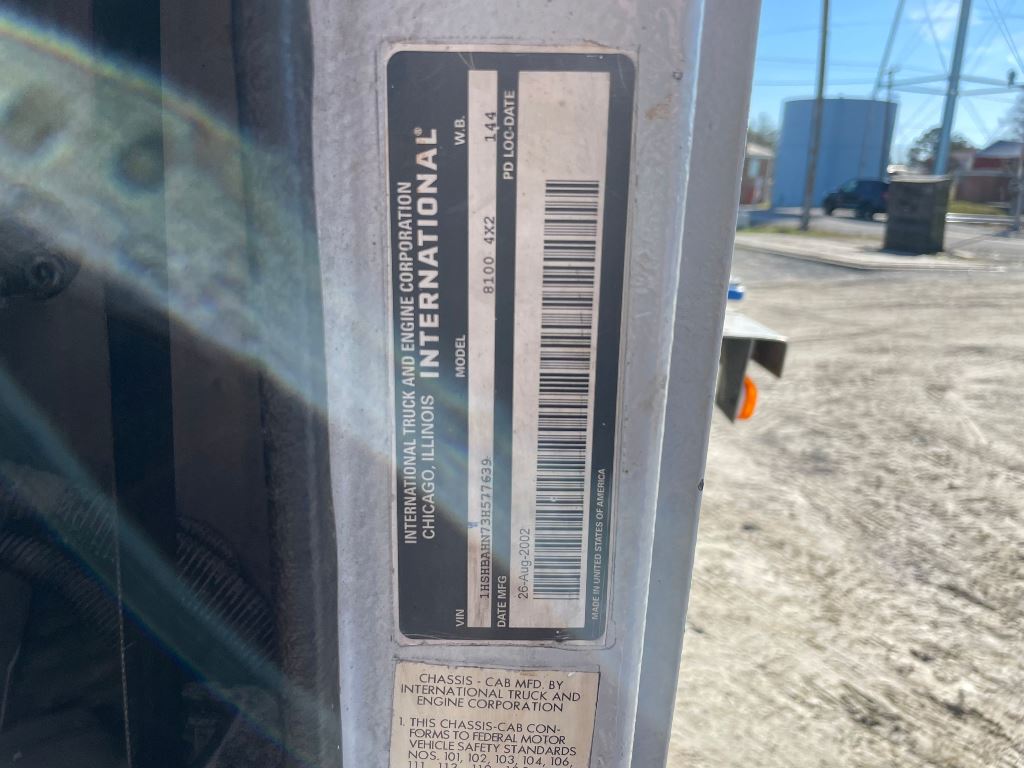 INTERNATIONAL TRUCK AND ENGINE CORPORATION
CHICAGO, ILLINOIS INTERNATIONAL®
VIN MODEL W.B.
1HSHBAHN73H577639 8100 4X2 144
DATE MFG PD LOC-DATE
26-Aug-2002
MADE IN UNITED STATES OF AMERICA
CHASSIS - CAB MFD. BY
INTERNATIONAL TRUCK AND
ENGINE CORPORATION
1. THIS CHASSIS-CAB CON-
FORMS TO FEDERAL MOTOR
VEHICLE SAFETY STANDARDS
NOS. 101, 102, 103, 104, 106,